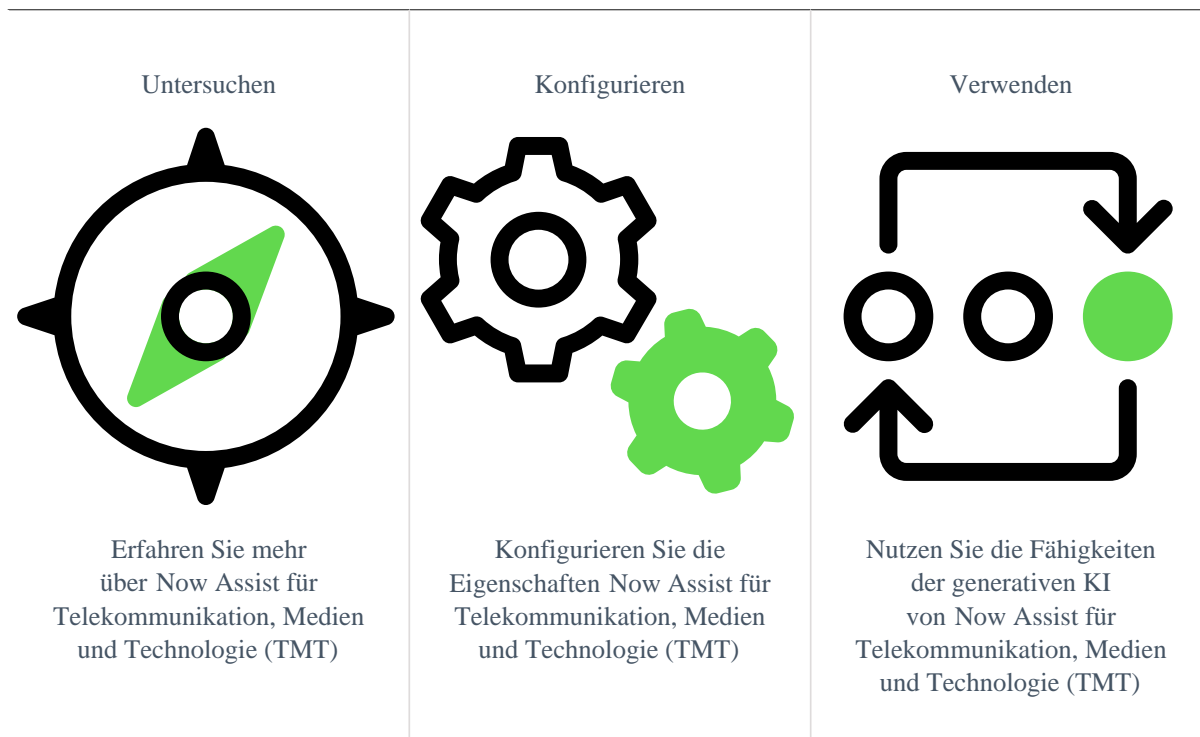 Untersuchen
Erfahren Sie mehr
über Now Assist für
Telekommunikation, Medien
und Technologie (TMT)
Konfigurieren
Konfigurieren Sie die
Eigenschaften Now Assist für
Telekommunikation, Medien
und Technologie (TMT)
Verwenden
Nutzen Sie die Fähigkeiten
der generativen KI
von Now Assist für
Telekommunikation, Medien
und Technologie (TMT)